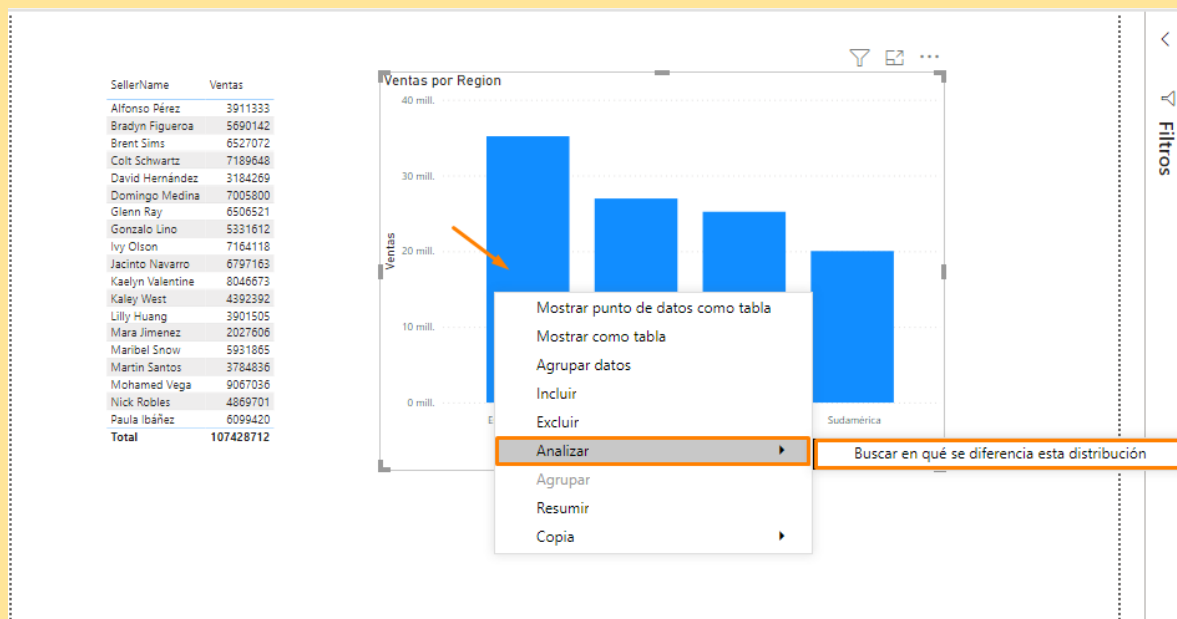 SellerName Ventas
Alfonso Pérez 3911333
Bradyn Figueroa 5690142
Brent Sims 6527072
Colt Schwartz 7189648
David Hernández 3184269
Domingo Medina 7005800
Glenn Ray 6506521
Gonzalo Lino 5331612
Ivy Olson 7164118
Jacinto Navarro 6797163
Kaelyn Valentine 8046673
Kaley West 4392392
Lilly Huang 3901505
Mara Jimenez 2027606
Maribel Snow 5931865
Martin Santos 3784836
Mohamed Vega 9067036
Nick Robles 4869701
Paula Ibáñez 6099420
Total 107428712
Ventas por Region
40 mill.
30 mill.
20 mill.
10 mill.
0 mill.
Ventas
Sudamérica
Mostrar punto de datos como tabla
Mostrar como tabla
Agrupar datos
Incluir
Excluir
Analizar
Agrupar
Resumir
Copia
Buscar en qué se diferencia esta distribución
Filtros